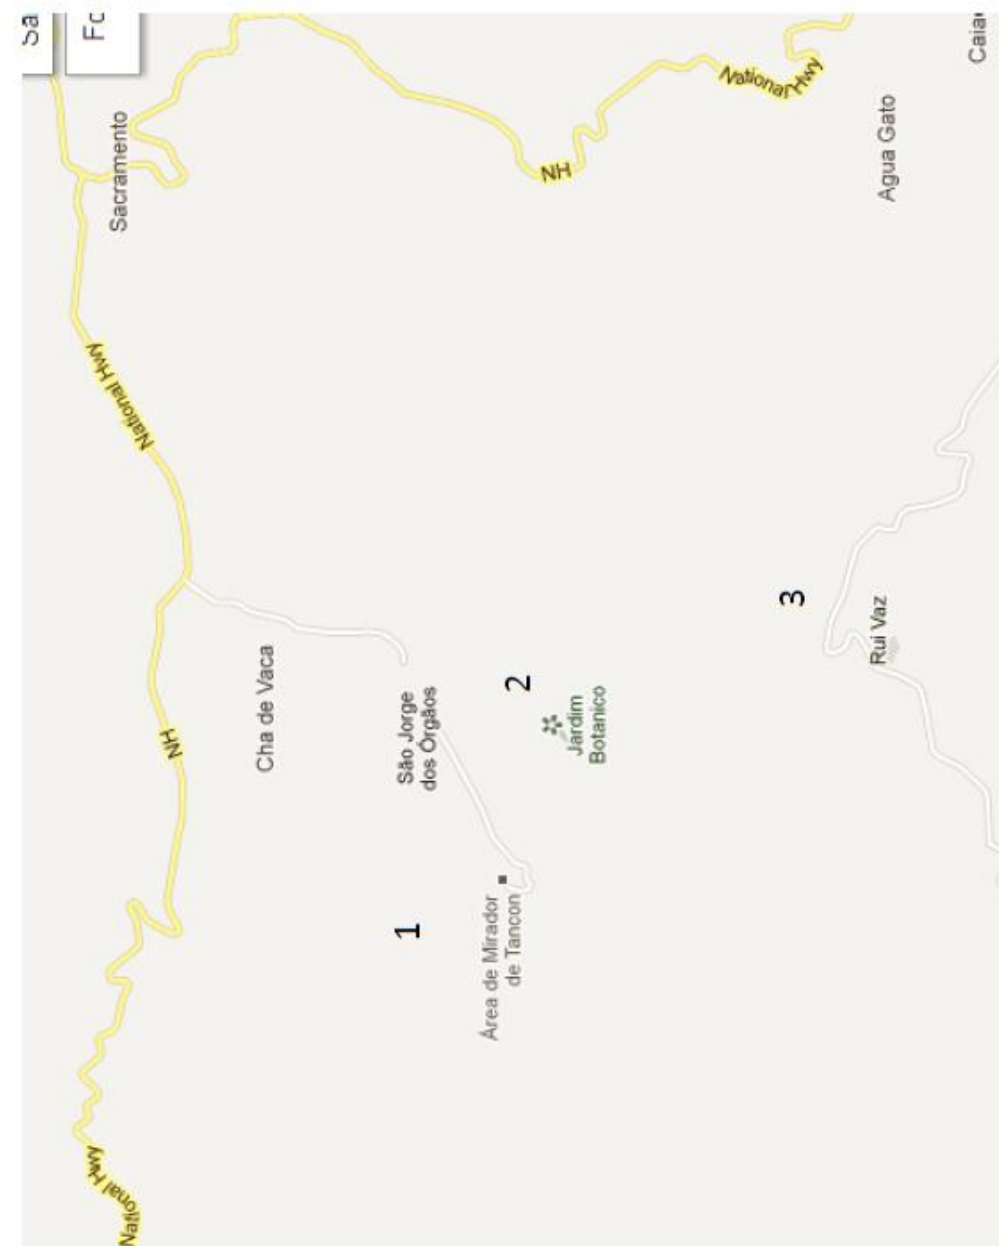 Sa
Fo
National Hwy
National Hwy
Sacramento
NH
Cha de Vaca
1
São Jorge
dos Órgãos
Área de Mirador
de Tancon
2
NH
Jardim
Botanico
National Hwy
3
Rui Vaz
Agua Gato
Caia